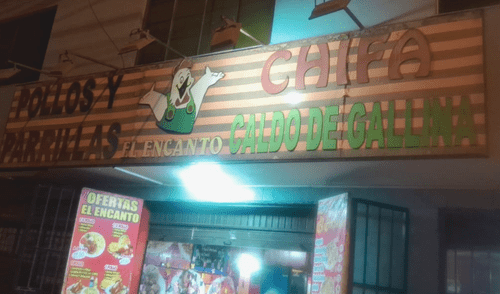 POLLOS Y
PARRILLAS
EL ENCANTO
CHIFA
CALDO DE GALLINA
OFERTAS
EL ENCANTO